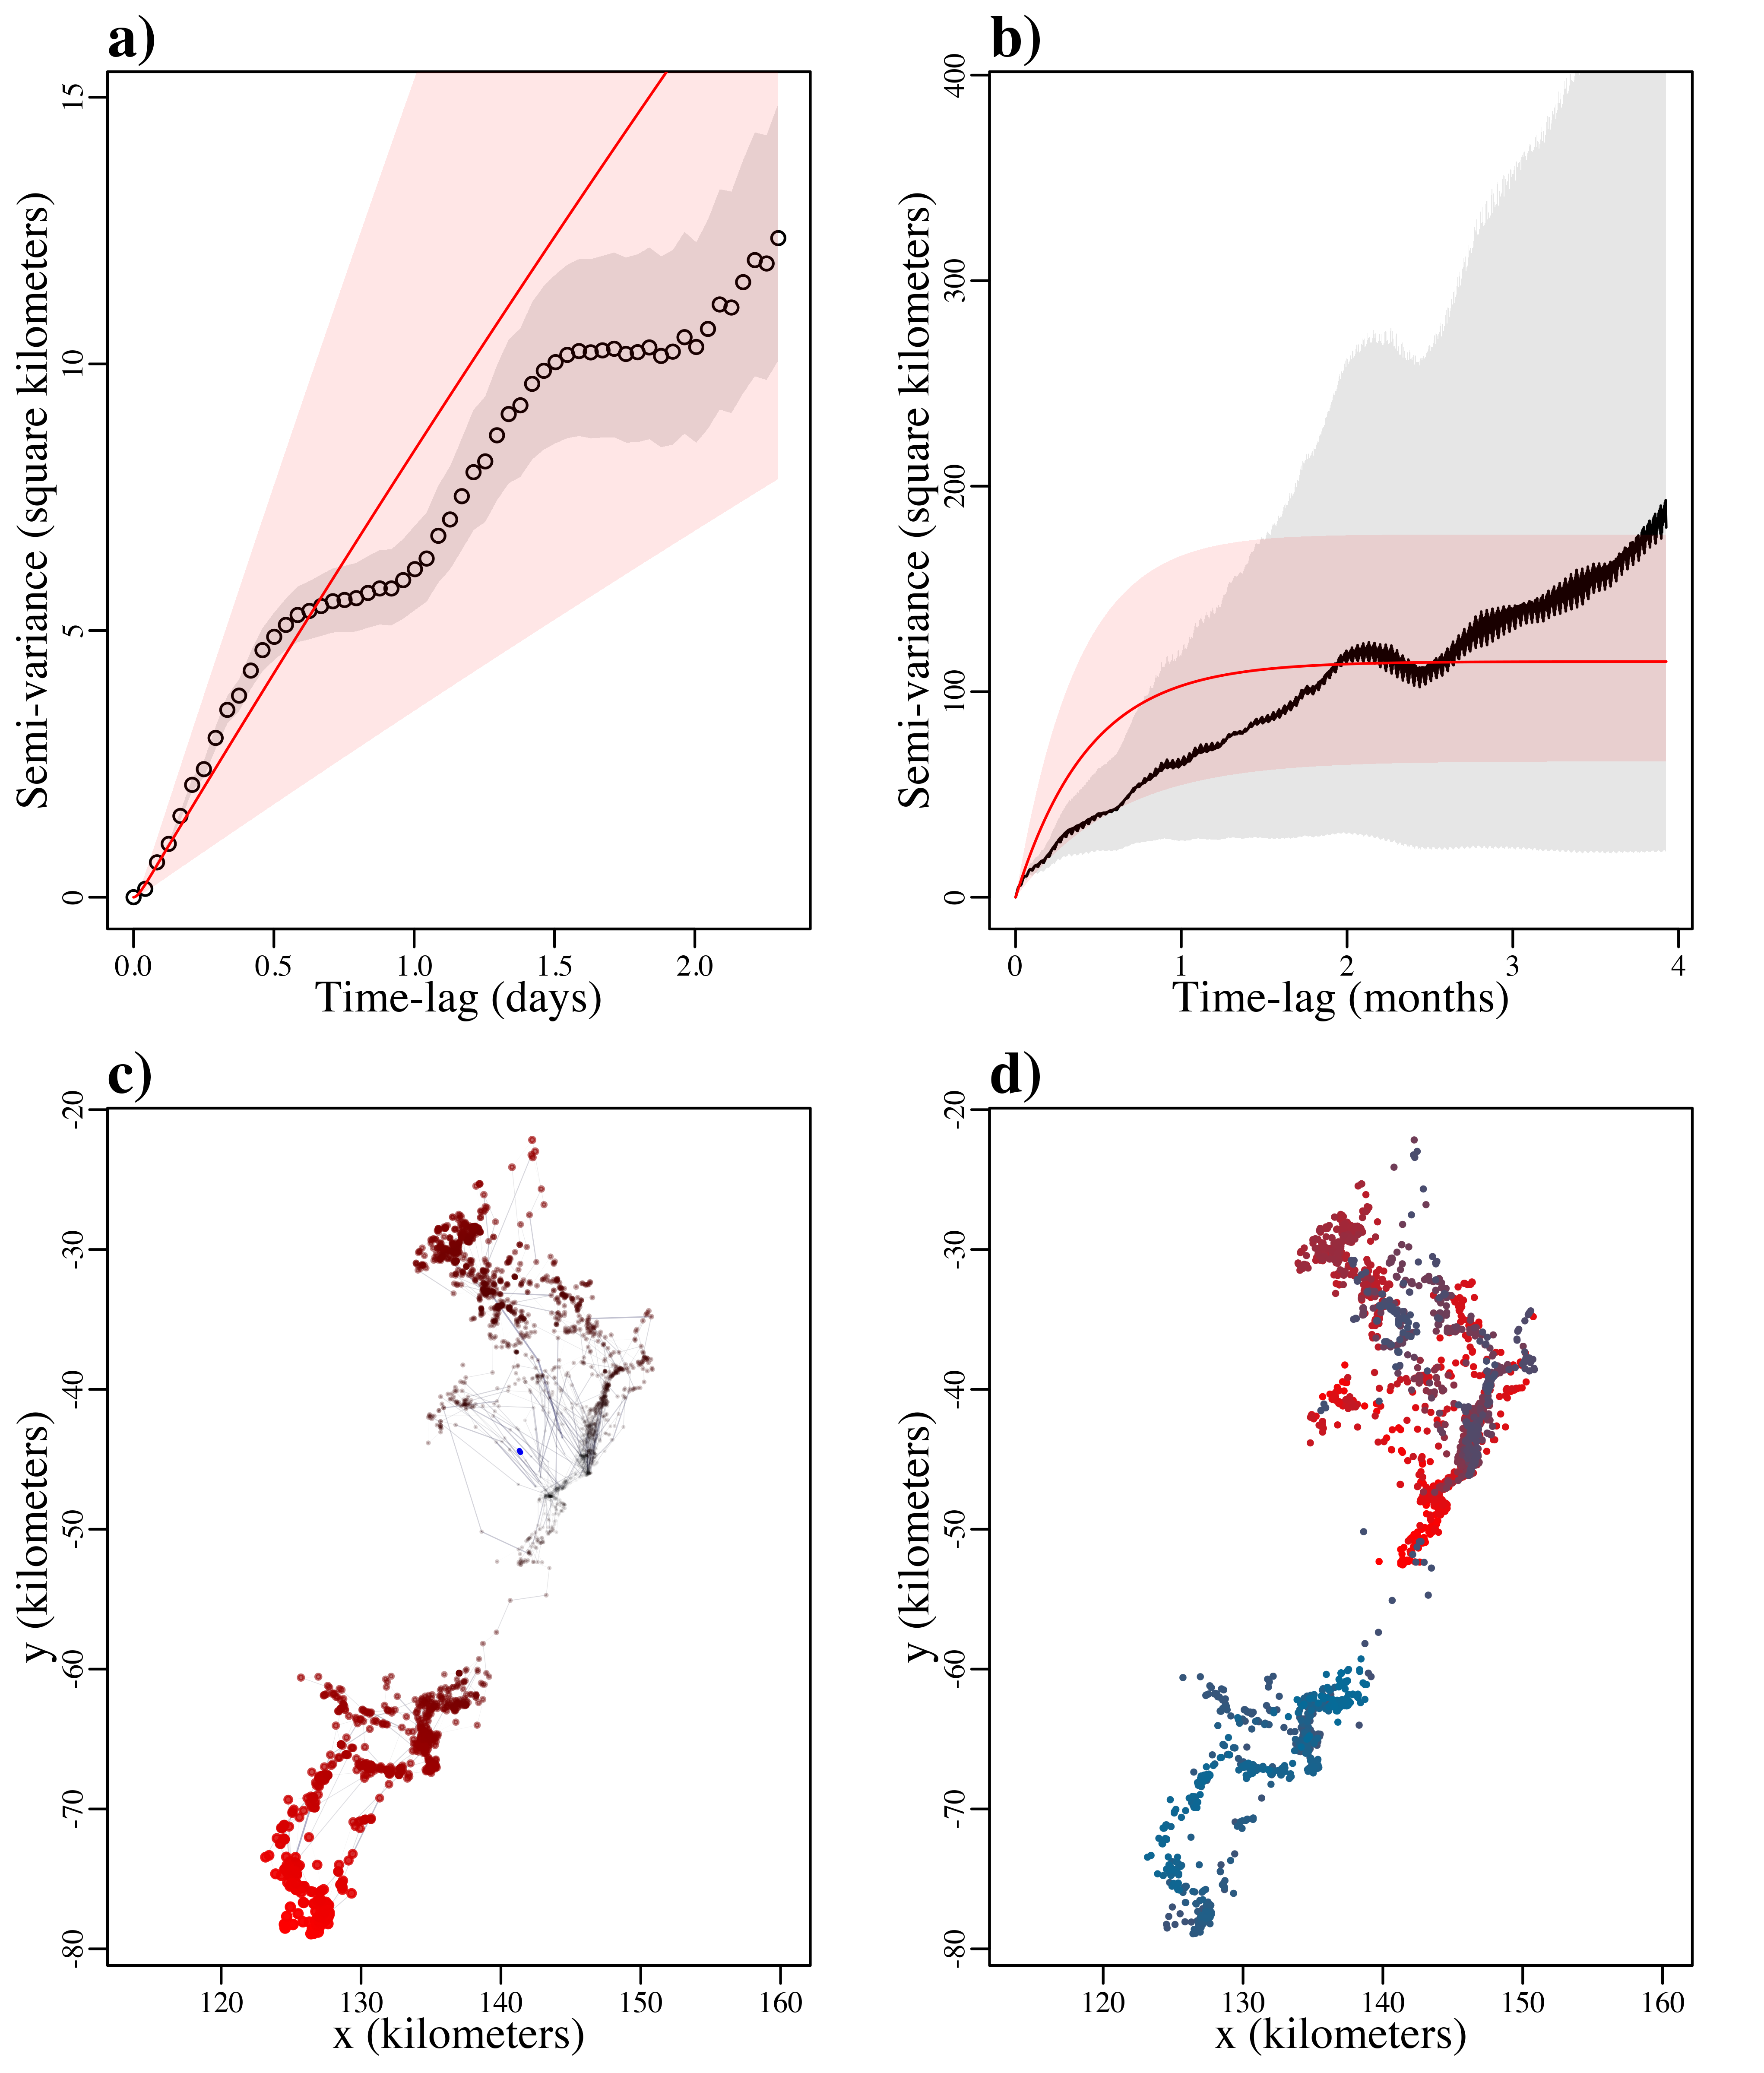 a)
Semi-variance (square kilometers)
15
10
5
0
0.0 0.5 1.0 1.5 2.0
Time-lag (days)
b)
Semi-variance (square kilometers)
400
300
200
100
0
0 1 2 3 4
Time-lag (months)
c)
y (kilometers)
-20
-30
-40
-50
-60
-70
-80
120 130 140 150 160
x (kilometers)
d)
y (kilometers)
-20
-30
-40
-50
-60
-70
-80
120 130 140 150 160
x (kilometers)